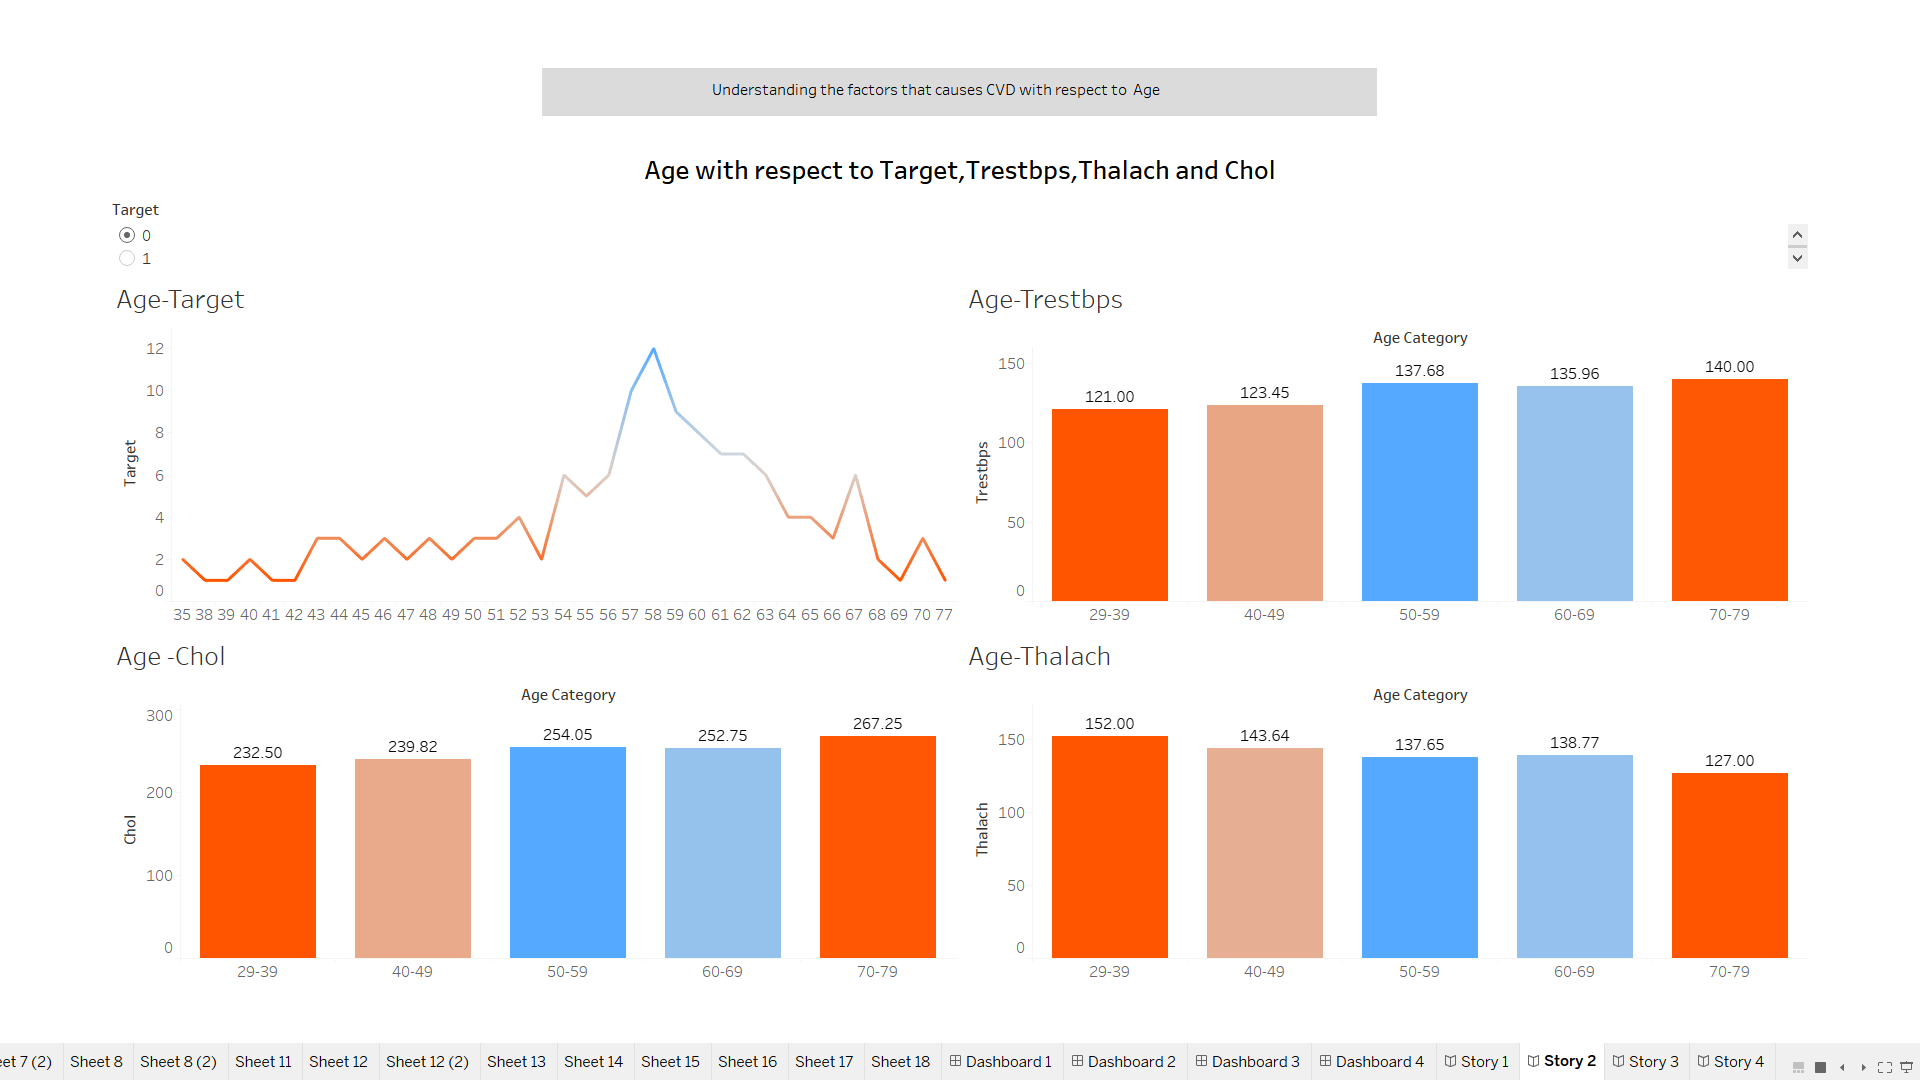 Understanding the factors that causes CVD with respect to  Age
Age with respect to Target,Trestbps,Thalach and Chol
Target
0
1
Age-Target
12
10
8
6
4
2
0
Target
35 38 39 40 41 42 43 44 45 46 47 48 49 50 51 52 53 54 55 56 57 58 59 60 61 62 63 64 65 66 67 68 69 70 77
Age-Trestbps
Age Category
150
100
50
0
Trestbps
121.00 123.45 137.68 135.96 140.00
29-39 40-49 50-59 60-69 70-79
Age -Chol
Age Category
300
200
100
0
Chol
232.50 239.82 254.05 252.75 267.25
29-39 40-49 50-59 60-69 70-79
Age-Thalach
Age Category
150
100
50
0
Thalach
152.00 143.64 137.65 138.77 127.00
29-39 40-49 50-59 60-69 70-79
eet 7 (2) Sheet 8 Sheet 8 (2) Sheet 11 Sheet 12 Sheet 12 (2) Sheet 13 Sheet 14 Sheet 15 Sheet 16 Sheet 17 Sheet 18 Dashboard 1 Dashboard 2 Dashboard 3 Dashboard 4 Story 1 Story 2 Story 3 Story 4